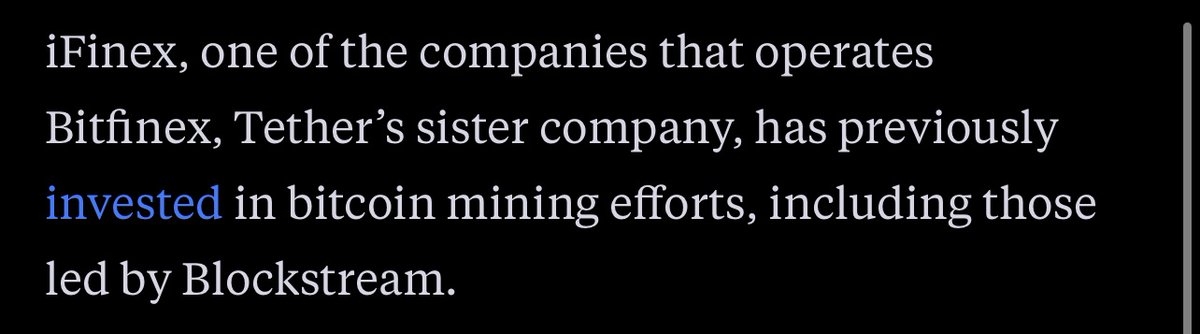 iFinex, one of the companies that operates
Bitfinex, Tether’s sister company, has previously
invested in bitcoin mining efforts, including those
led by Blockstream.